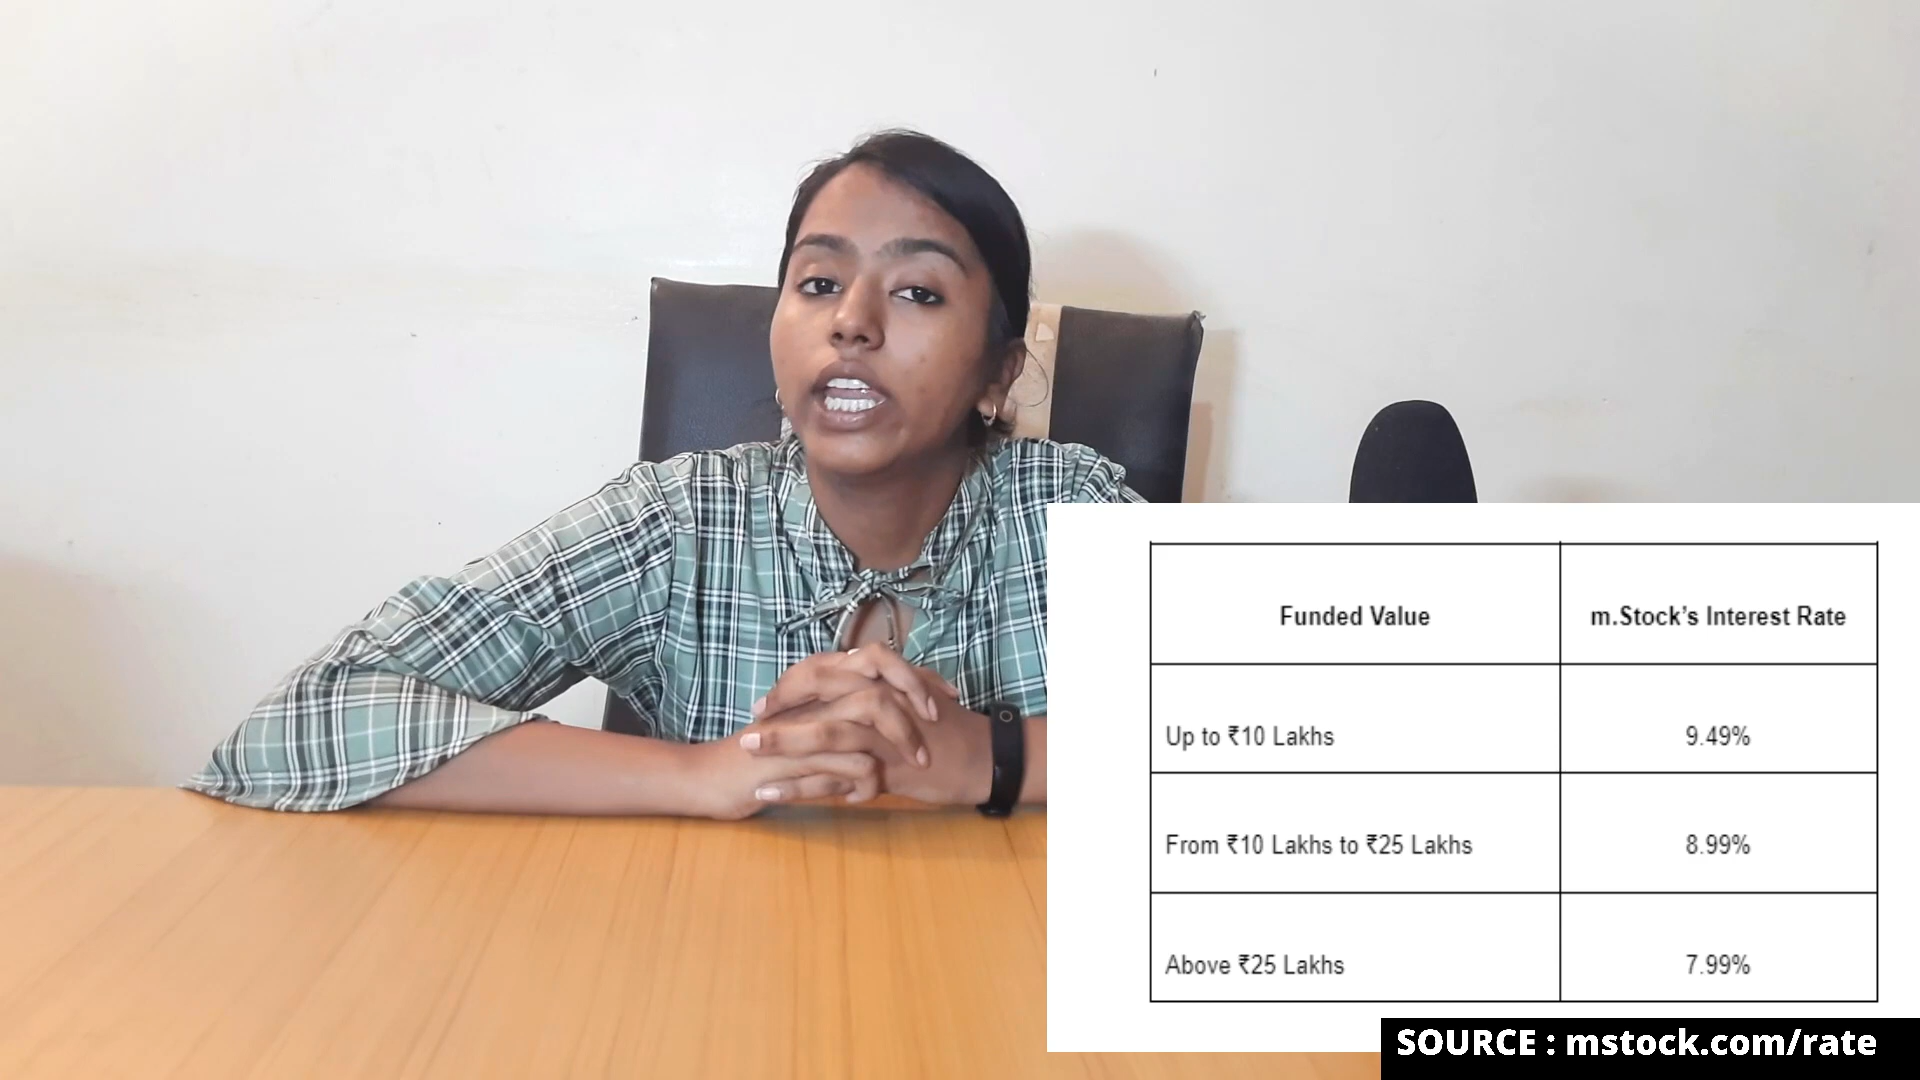 Funded Value
m.Stock’s Interest Rate
Up to ₹10 Lakhs
9.49%
From ₹10 Lakhs to ₹25 Lakhs
8.99%
Above ₹25 Lakhs
7.99%
SOURCE : mstock.com/rate